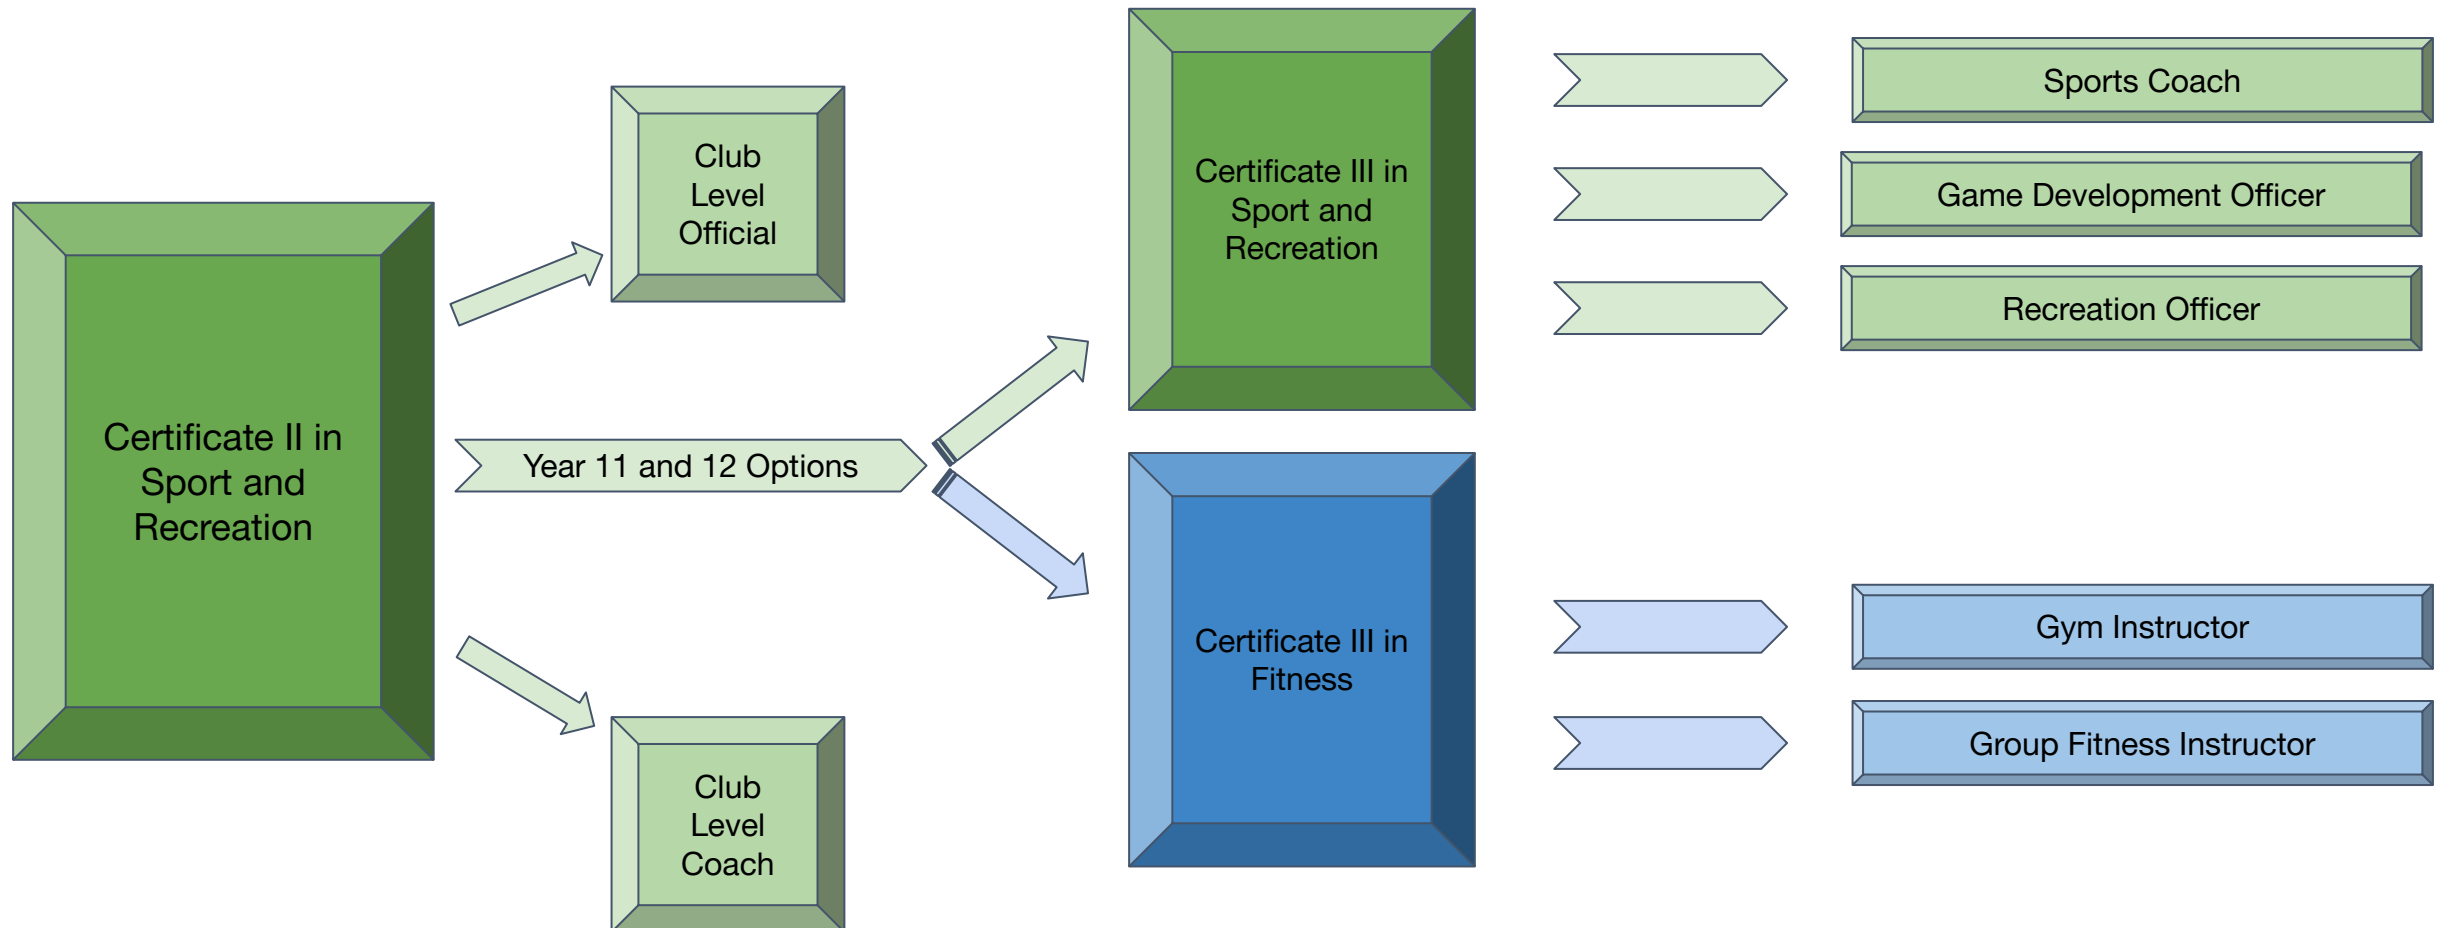 Certificate II in
Sport and
Recreation
Club
Level
Official
Year 11 and 12 Options
Club
Level
Coach
Certificate III in
Sport and
Recreation
Certificate III in
Fitness
Sports Coach
Game Development Officer
Recreation Officer
Gym Instructor
Group Fitness Instructor